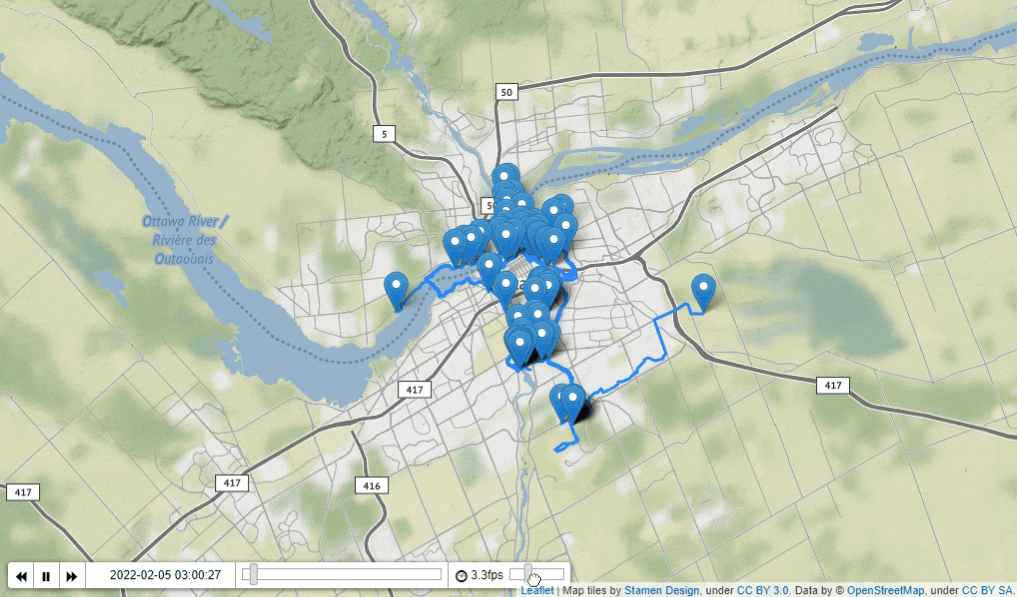 50
5
Ottawa River/
Rivière des
Outaouais
417
417
417
416
417
2022-02-05 03:00:27
3.3fps
Leaflet | Map tiles by Stamen Design, under CC BY 3.0. Data by © OpenStreetMap, under CC BY SA.